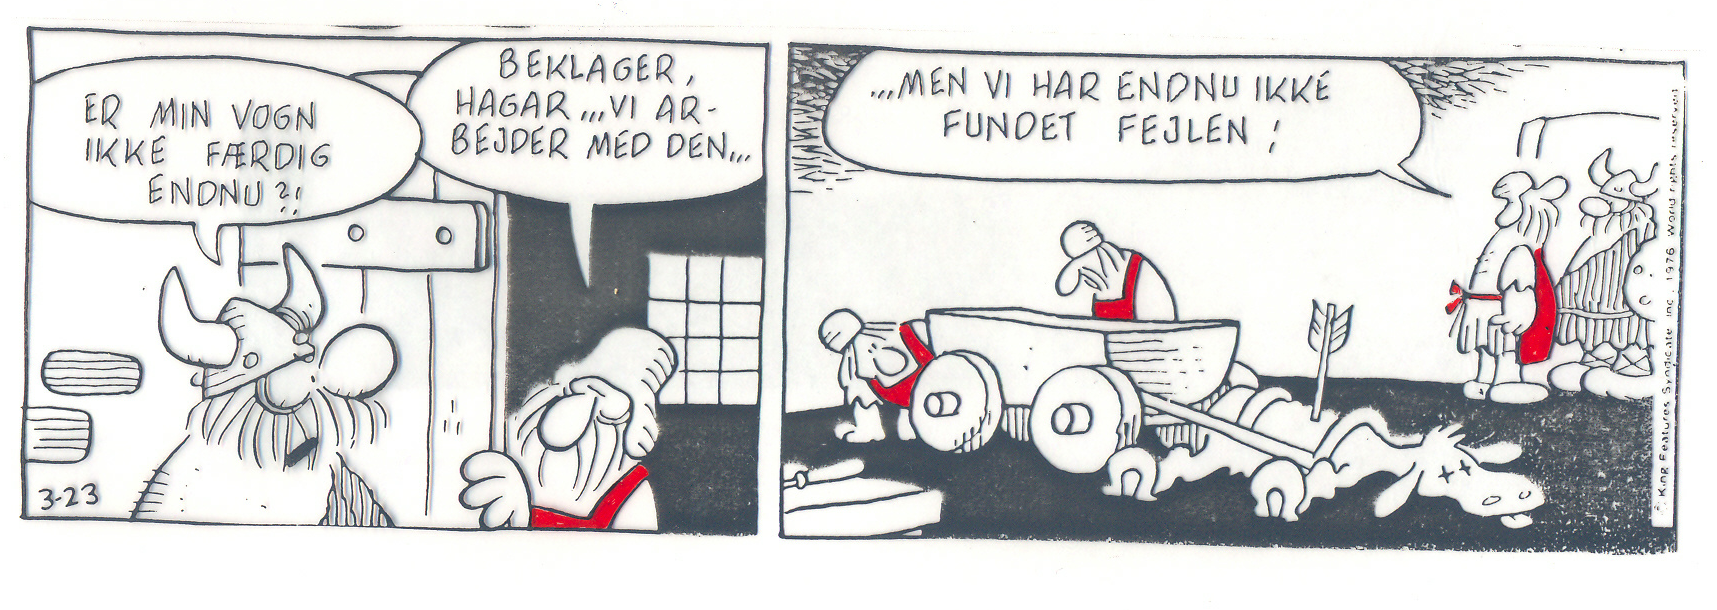 ER MIN VOGN
IKKE FÆRDIG
ENDNU?!
BEKLAGER,
HAGAR...VI AR-
BEJDER MED DEN...
3-23
...MEN VI HAR ENDNU IKKE
FUNDET FEJLEN!
© King Features Syndicate Inc. 1976 World rights reserved